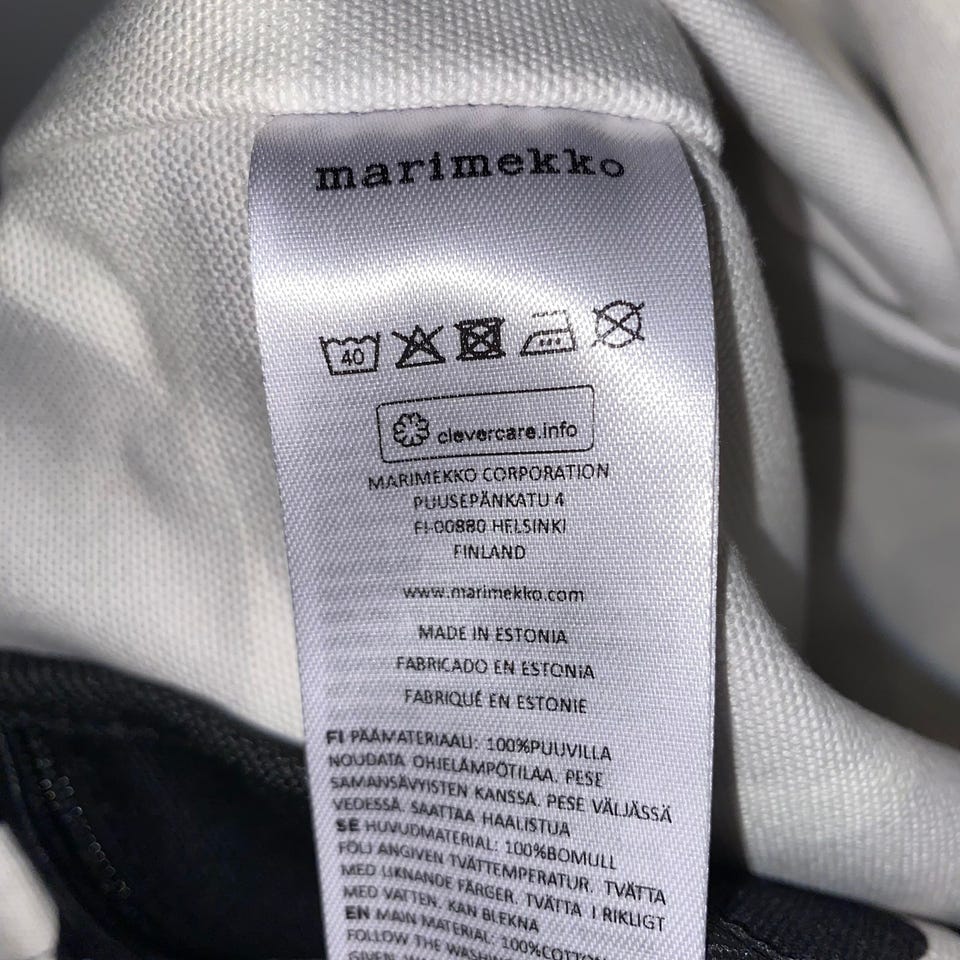 marimekko
40
clevercare.info
MARIMEKKO CORPORATION
PUUSEPÄNKATU 4
FI-00880 HELSINKI
FINLAND
www.marimekko.com
MADE IN ESTONIA
FABRICADO EN ESTONIA
FABRIQUÉ EN ESTONIE
FI PÄÄMATERIAALI: 100%PUUVILLA
NOUDATA OHJELÄMPÖTILAA. PESE
SAMANSÄVYISTEN KANSSA. PESE VÄLJÄSSÄ
VEDESSÄ. SAATTAA HAALISTUA
SE HUVUDMATERIAL: 100%BOMULL
FÖLJ ANGIVEN TVÄTTEMPERATUR. TVÄTTA
MED LIKNANDE FÄRGER. TVÄTTA I RIKLIGT
MED VATTEN. KAN BLEKNA
EN MAIN MATERIAL: 100%COTTON
FOLLOW THE